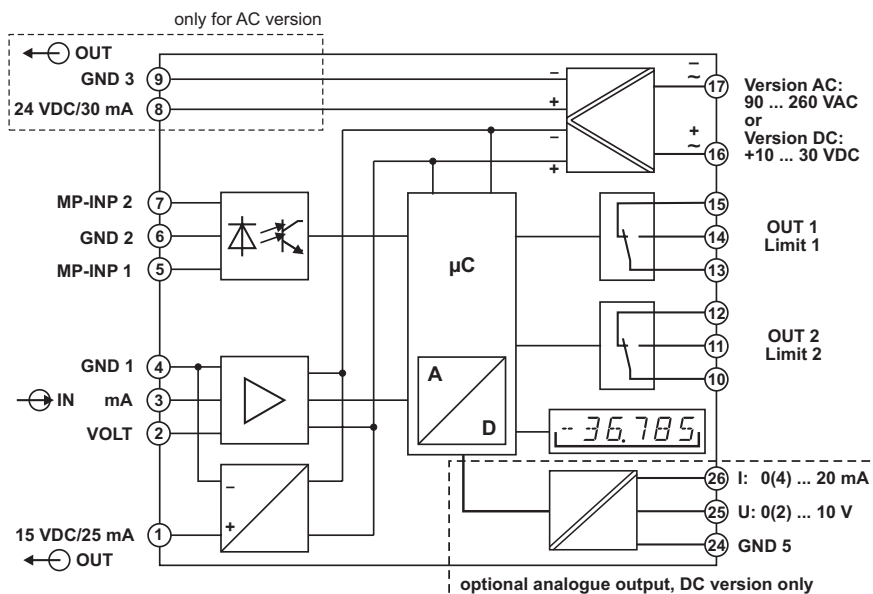 only for AC version
OUT
GND 3
9
24 VDC/30 mA
8
–
+
–
+
–
~
17
+
~
16
Version AC:
90 ... 260 VAC
or
Version DC:
+10 ... 30 VDC
MP-INP 2
7
GND 2
6
MP-INP 1
5
µC
15
14
13
OUT 1
Limit 1
12
11
10
OUT 2
Limit 2
GND 1
4
IN
mA
3
VOLT
2
A
D
-36.785
–
+
15 VDC/25 mA
1
OUT
26
I: 0(4) ... 20 mA
25
U: 0(2) ... 10 V
24
GND 5
optional analogue output, DC version only